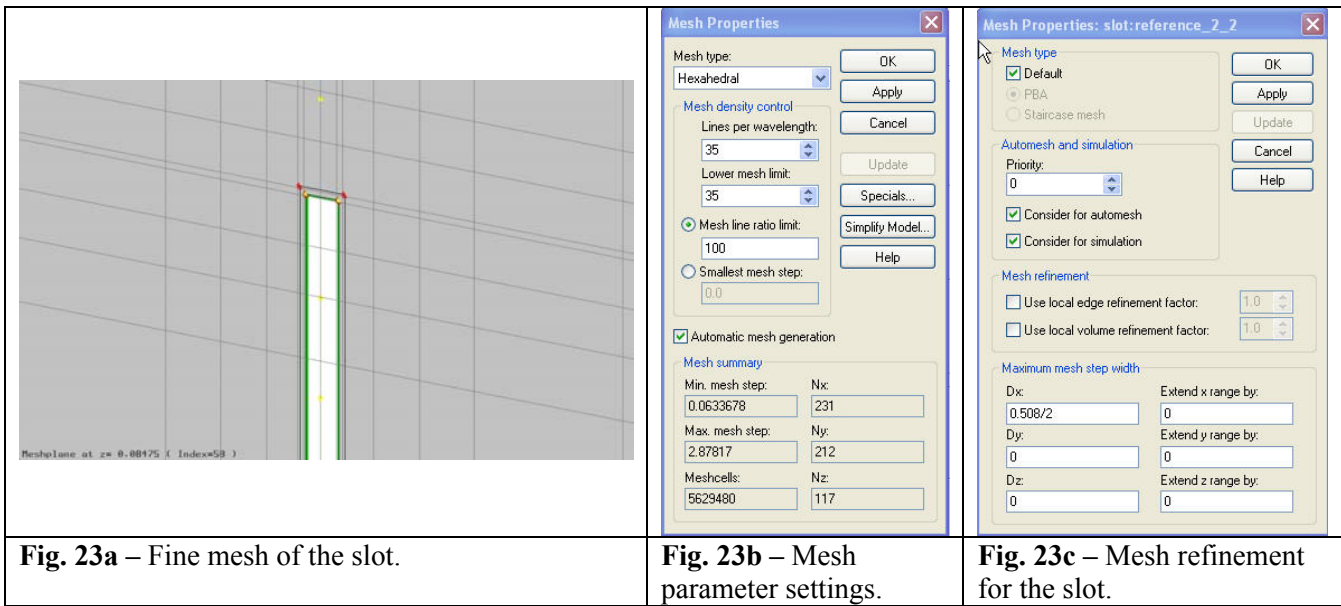 Meshplane at z= 0.08475 ( Index=58 )
Mesh Properties
Mesh type:
Hexahedral
OK
Apply
Cancel
Update
Specials...
Simplify Model...
Help
Mesh density control
Lines per wavelength:
35
Lower mesh limit:
35
Mesh line ratio limit:
100
Smallest mesh step:
0.0
Automatic mesh generation
Mesh summary
Min. mesh step:
Nx:
0.0633678
231
Max. mesh step:
Ny:
2.87817
212
Meshcells:
Nz:
5629480
117
Mesh Properties: slot:reference_2_2
Mesh type
Default
PBA
Staircase mesh
OK
Apply
Update
Cancel
Help
Automesh and simulation
Priority:
0
Consider for automesh
Consider for simulation
Mesh refinement
Use local edge refinement factor:
1.0
Use local volume refinement factor:
1.0
Maximum mesh step width
Dx:
Extend x range by:
0.508/2
0
Dy:
Extend y range by:
0
0
Dz:
Extend z range by:
0
0
Fig. 23a – Fine mesh of the slot.
Fig. 23b – Mesh
parameter settings.
Fig. 23c – Mesh refinement
for the slot.